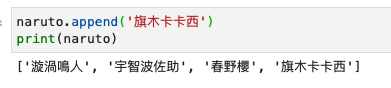 naruto.append('旗木卡卡西')
print(naruto)
['漩渦鳴人', '宇智波佐助', '春野櫻', '旗木卡卡西']